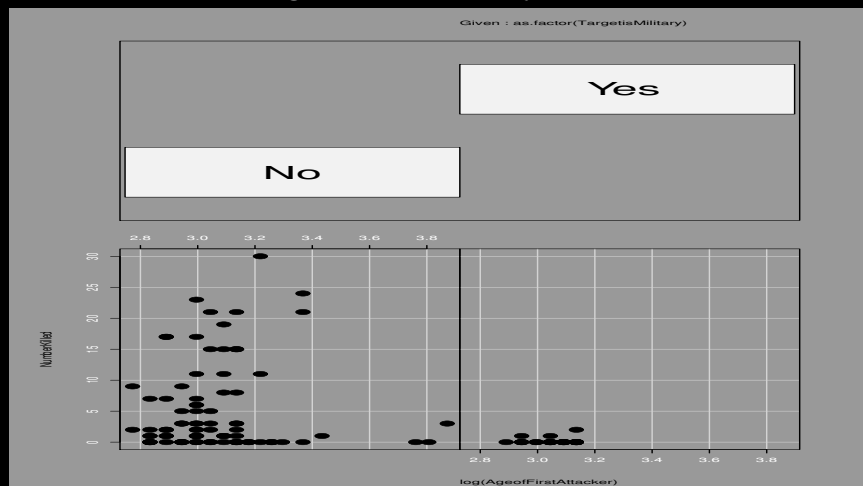 Given : as.factor(TargetisMilitary)
Yes
No
2.8 3.0 3.2 3.4 3.6 3.8
30
25
20
15
10
5
0
NumberKilled
2.8 3.0 3.2 3.4 3.6 3.8
log(AgeofFirstAttacker)